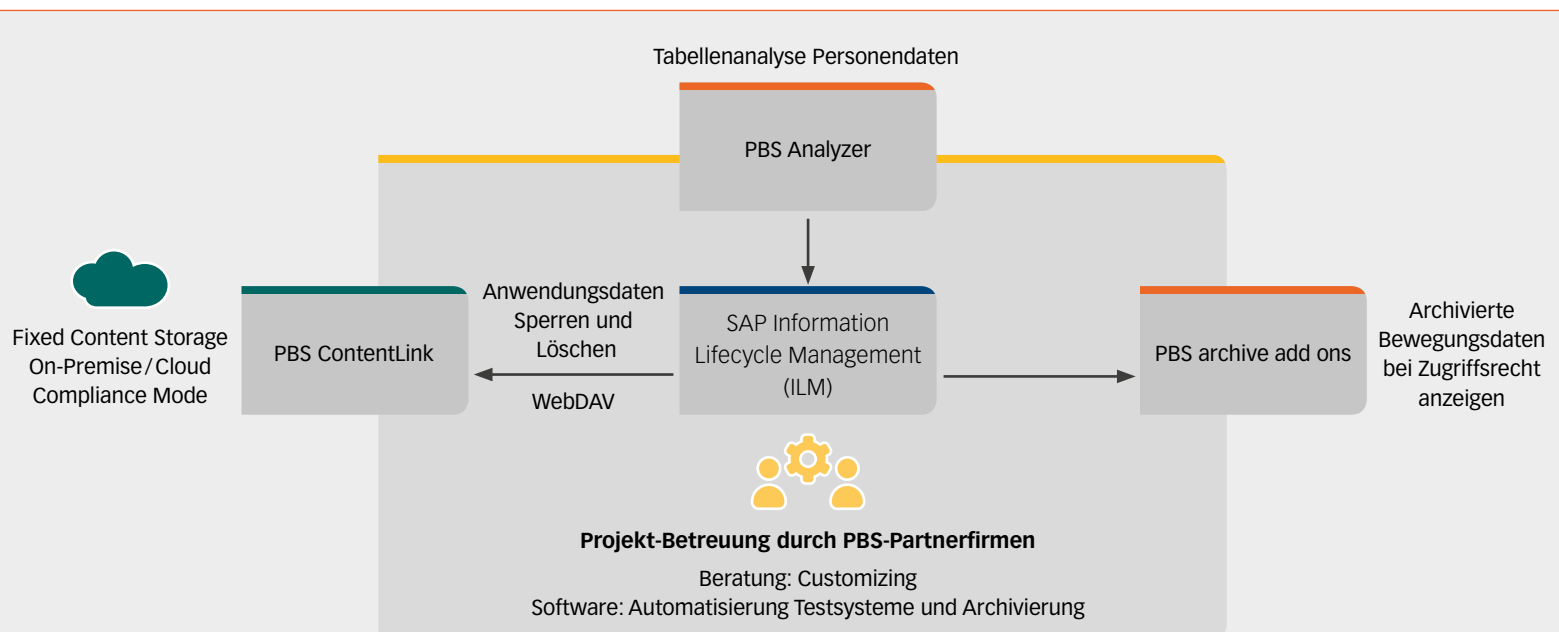 Tabellenanalyse Personendaten
PBS Analyzer
Fixed Content Storage
On-Premise/Cloud
Compliance Mode
PBS ContentLink
Anwendungsdaten
Sperren und
Löschen
WebDAV
SAP Information
Lifecycle Management
(ILM)
PBS archive add ons
Archivierte
Bewegungsdaten
bei Zugriffsrecht
anzeigen
Projekt-Betreuung durch PBS-Partnerfirmen
Beratung: Customizing
Software: Automatisierung Testsysteme und Archivierung